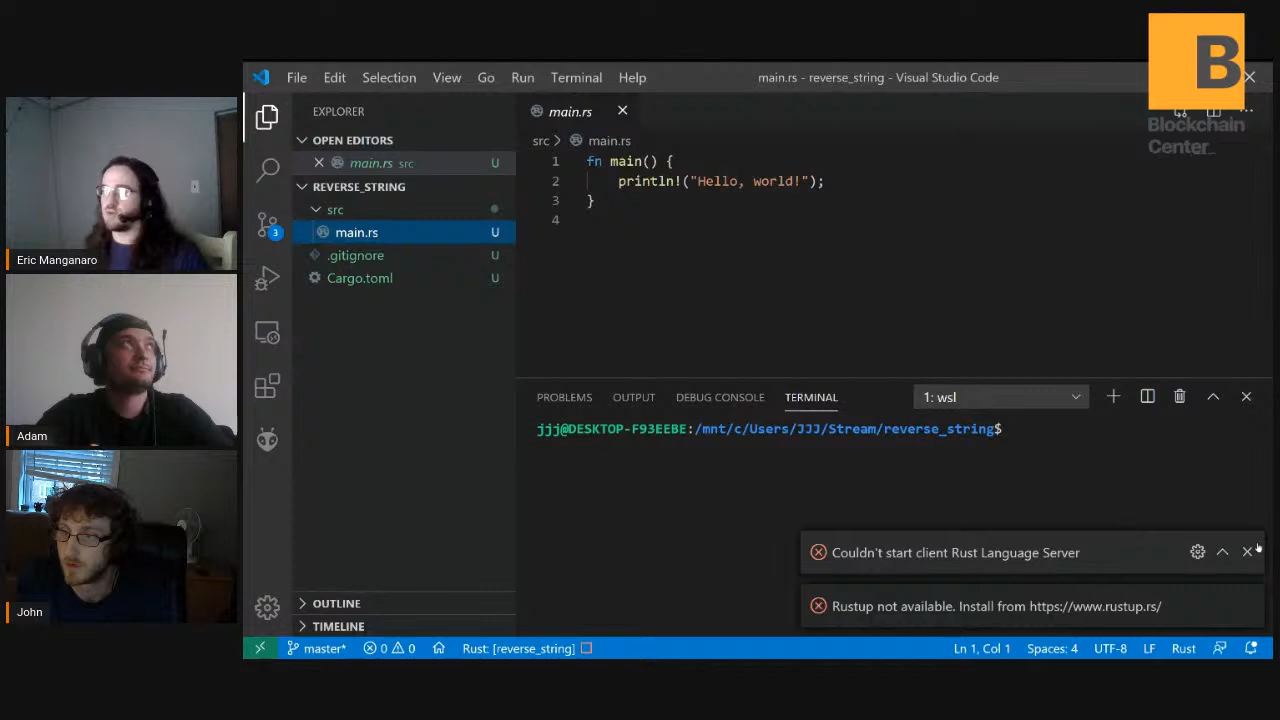 B
Blockchain
Center
File Edit Selection View Go Run Terminal Help
main.rs - reverse_string - Visual Studio Code
EXPLORER
OPEN EDITORS
main.rs src U
REVERSE_STRING
src
main.rs U
.gitignore U
Cargo.toml U
OUTLINE
TIMELINE
3
main.rs
src main.rs
1 fn main() {
2 println!("Hello, world!");
3 }
4
PROBLEMS OUTPUT DEBUG CONSOLE TERMINAL 1: wsl
jjj@DESKTOP-F93EEBE:/mnt/c/Users/JJJ/Stream/reverse_string$
Couldn't start client Rust Language Server
Rustup not available. Install from https://www.rustup.rs/
master* 0 0 Rust: [reverse_string] Ln 1, Col 1 Spaces: 4 UTF-8 LF Rust
Eric Manganaro
Adam
John